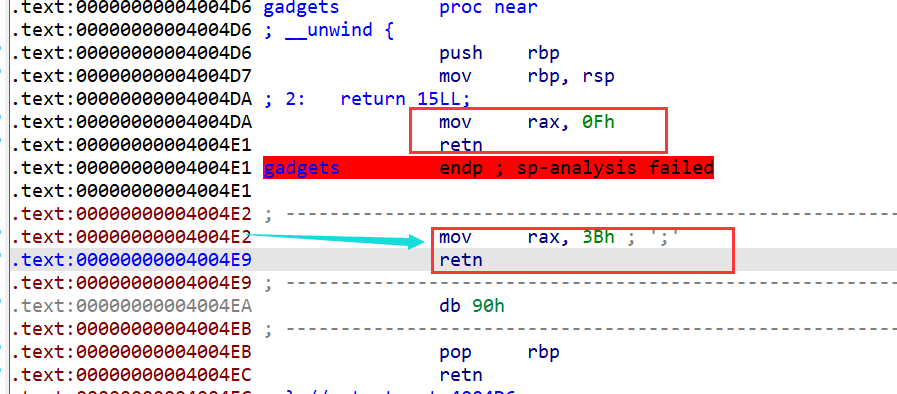 .text:00000000004004D6 gadgets proc near
.text:00000000004004D6 ; __unwind {
.text:00000000004004D6 push rbp
.text:00000000004004D7 mov rbp, rsp
.text:00000000004004DA ; 2: return 15LL;
.text:00000000004004DA mov rax, 0Fh
.text:00000000004004E1 retn
.text:00000000004004E1 gadgets endp ; sp-analysis failed
.text:00000000004004E1
.text:00000000004004E2 ; ---------------------------------------------------------
.text:00000000004004E2 mov rax, 3Bh ; ';'
.text:00000000004004E9 retn
.text:00000000004004E9 ; ---------------------------------------------------------
.text:00000000004004EA db 90h
.text:00000000004004EB ; ---------------------------------------------------------
.text:00000000004004EB pop rbp
.text:00000000004004EC retn